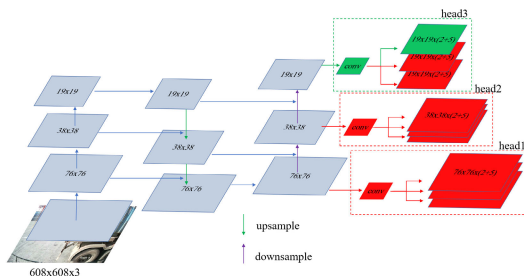 head3
19x19x(2+5)
conv
19x19x(2+5)
19x19x(2+5)
19x19
19x19
19x19
head2
38x38x(2+5)
conv
38x38
38x38
38x38
head1
76x76x(2+5)
conv
76x76
76x76
76x76
upsample
downsample
608x608x3